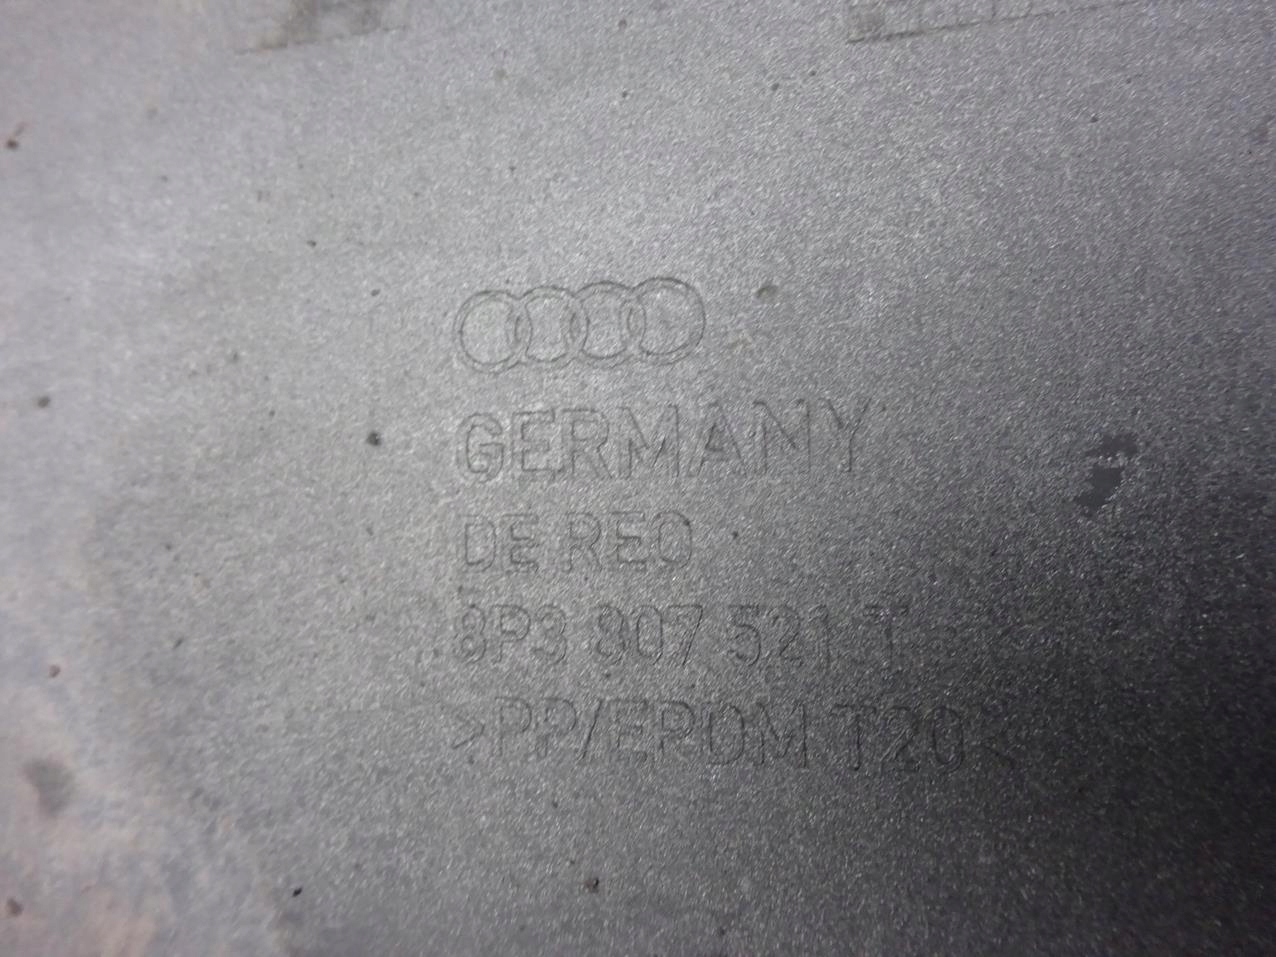 GERMANY
DE REO
8P3 807 521
>PP/EPDM T20<